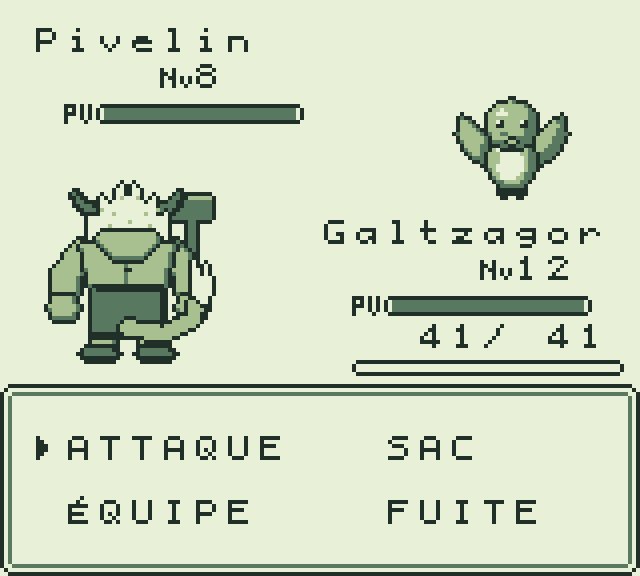 Pivelin
Nv8
PV
Galtzagor
Nv12
PV
41/ 41
ATTAQUE SAC
ÉQUIPE FUITE